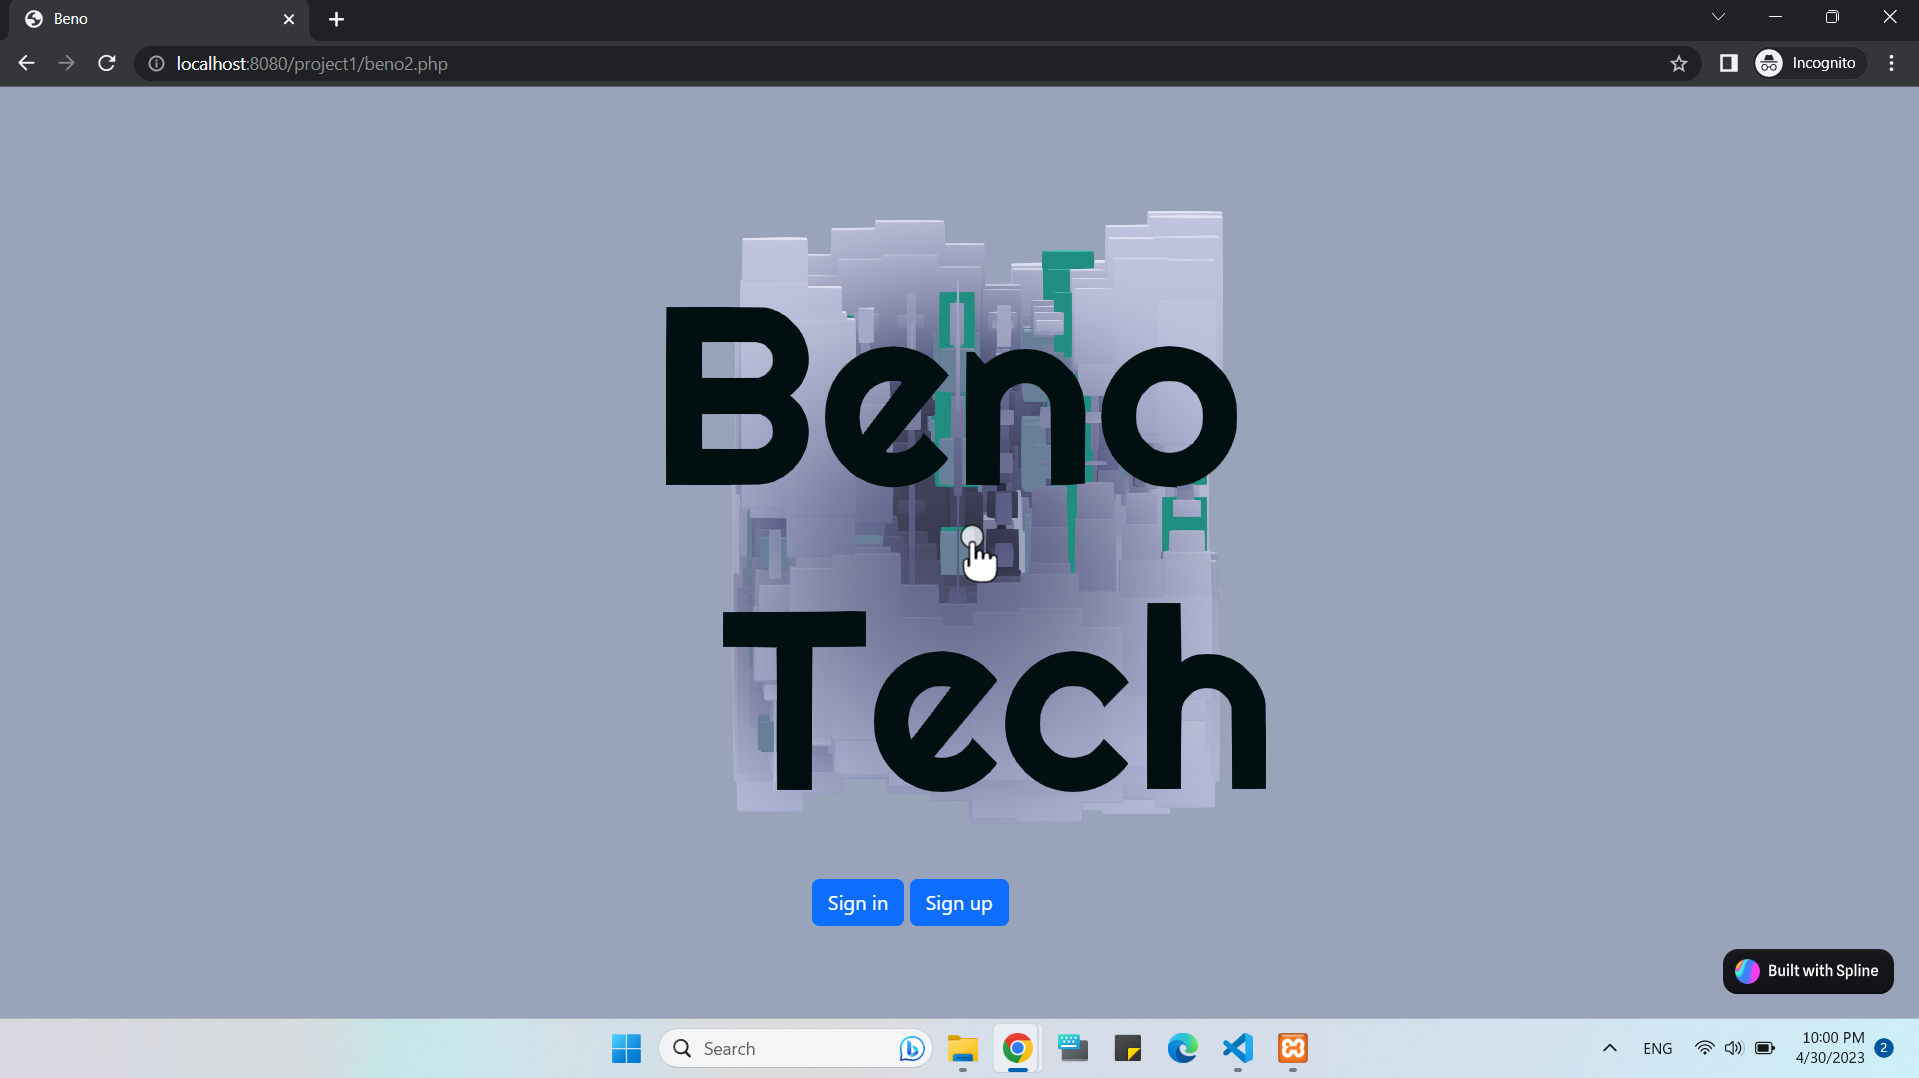 Beno
localhost:8080/project1/beno2.php
Incognito
Beno
Tech
Sign in
Sign up
Built with Spline
Search
ENG
10:00 PM
4/30/2023
2